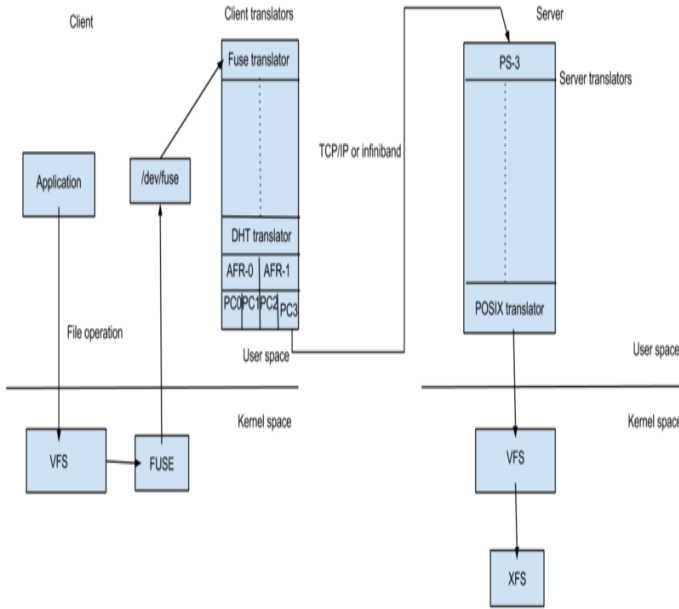 Client
Client translators
Server
Fuse translator
PS-3
Server translators
TCP/IP or infiniband
Application
/dev/fuse
DHT translator
AFR-0
AFR-1
PC0
PC1
PC2
PC3
POSIX translator
File operation
User space
User space
Kernel space
Kernel space
VFS
FUSE
VFS
XFS